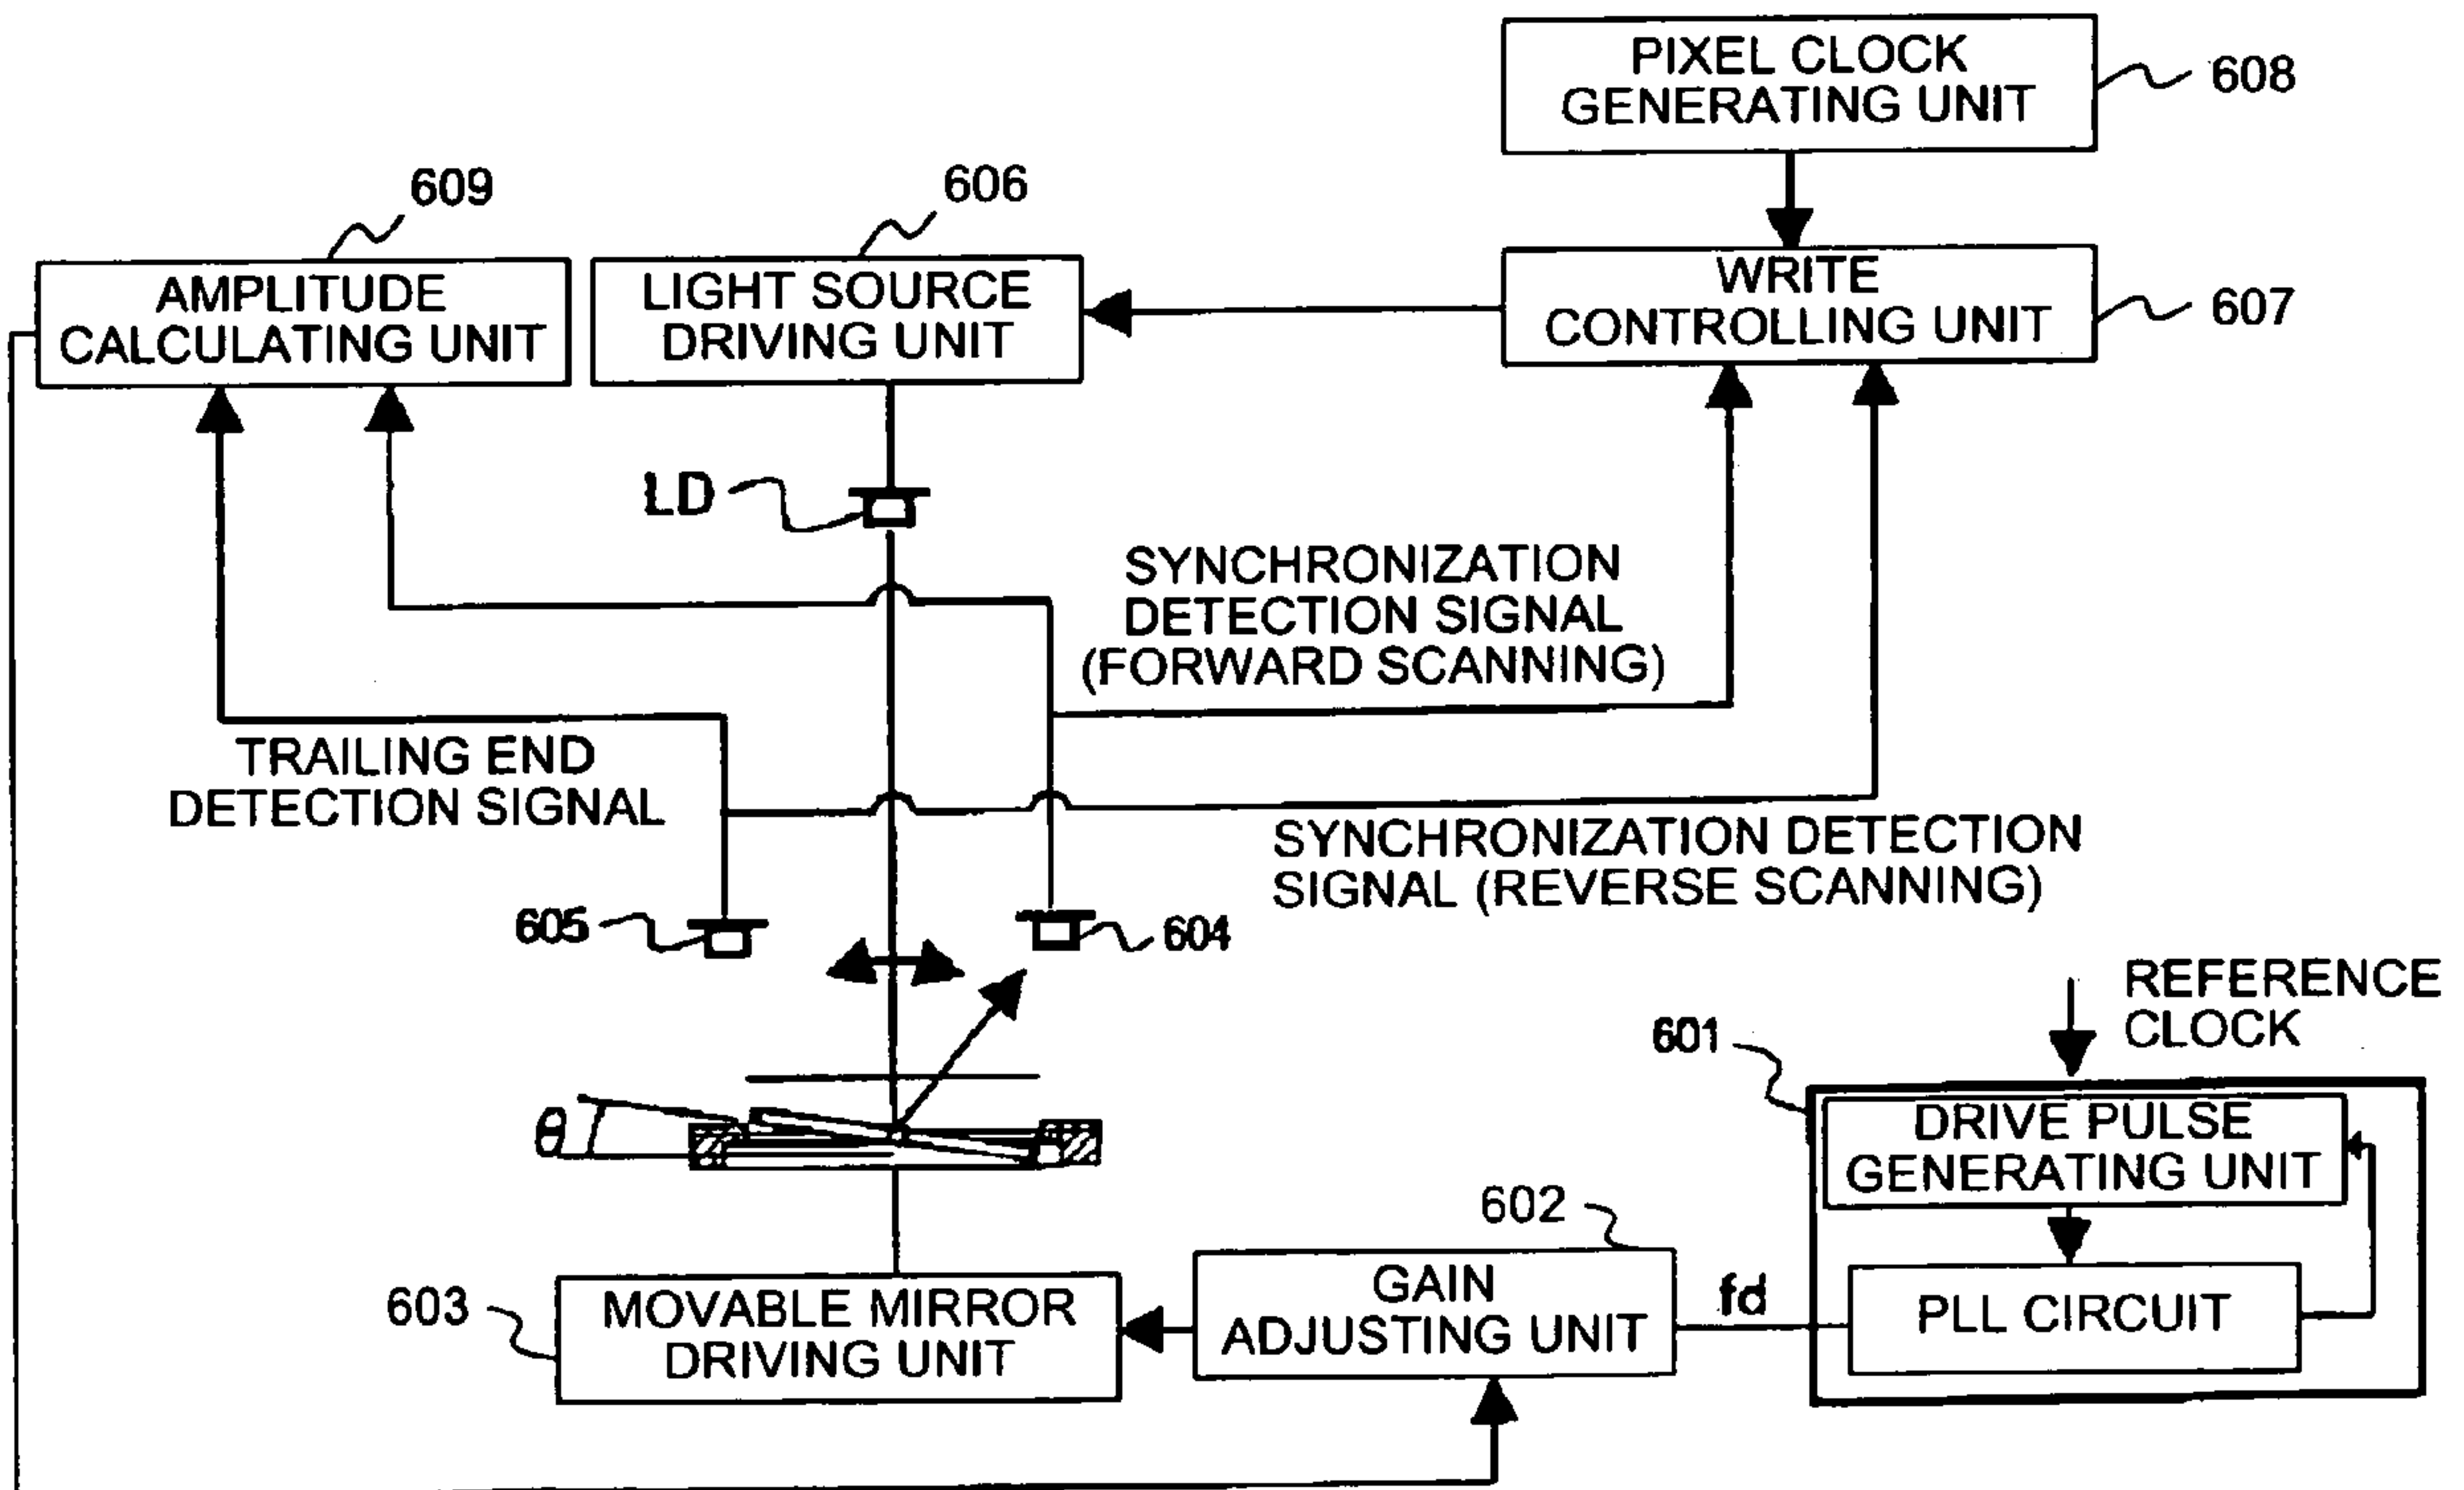 PIXEL CLOCK
GENERATING UNIT
608
609
606
AMPLITUDE
CALCULATING UNIT
LIGHT SOURCE
DRIVING UNIT
WRITE
CONTROLLING UNIT
607
LD
SYNCHRONIZATION
DETECTION SIGNAL
(FORWARD SCANNING)
TRAILING END
DETECTION SIGNAL
SYNCHRONIZATION DETECTION
SIGNAL (REVERSE SCANNING)
605
604
REFERENCE
CLOCK
601
θ
DRIVE PULSE
GENERATING UNIT
602
603
MOVABLE MIRROR
DRIVING UNIT
GAIN
ADJUSTING UNIT
fd
PLL CIRCUIT